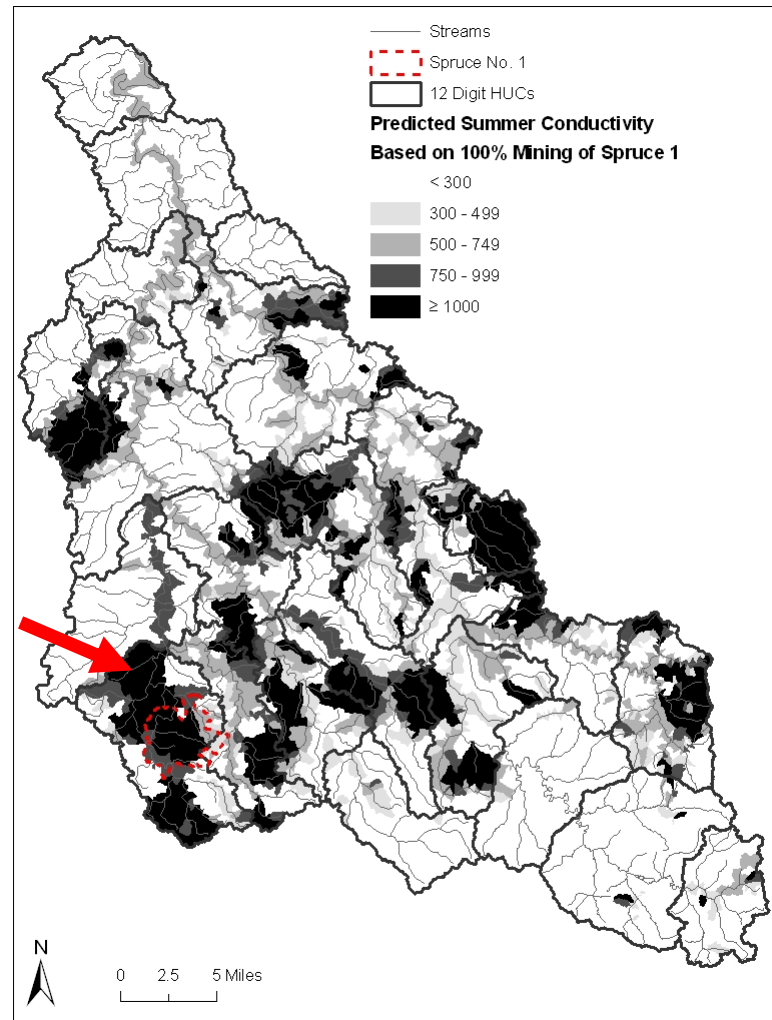 Streams
Spruce No. 1
12 Digit HUCs
Predicted Summer Conductivity
Based on 100% Mining of Spruce 1
< 300
300 - 499
500 - 749
750 - 999
≥ 1000
N
0 2.5 5 Miles